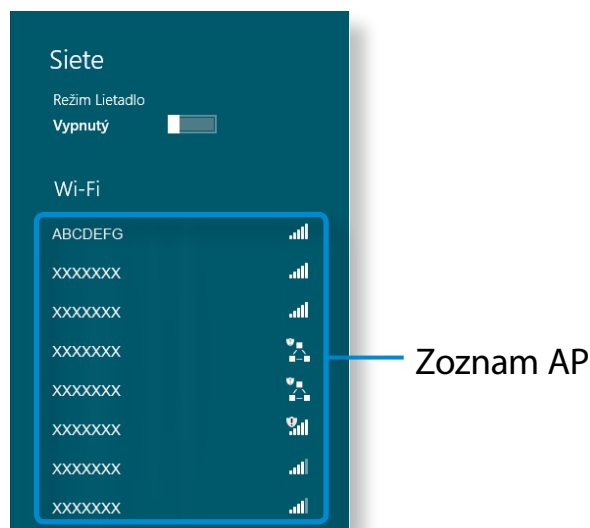 Siete
Režim Lietadlo
Vypnutý
Wi-Fi
ABCDEFG
XXXXXXX
XXXXXXX
XXXXXXX
XXXXXXX
XXXXXXX
XXXXXXX
XXXXXXX
Zoznam AP